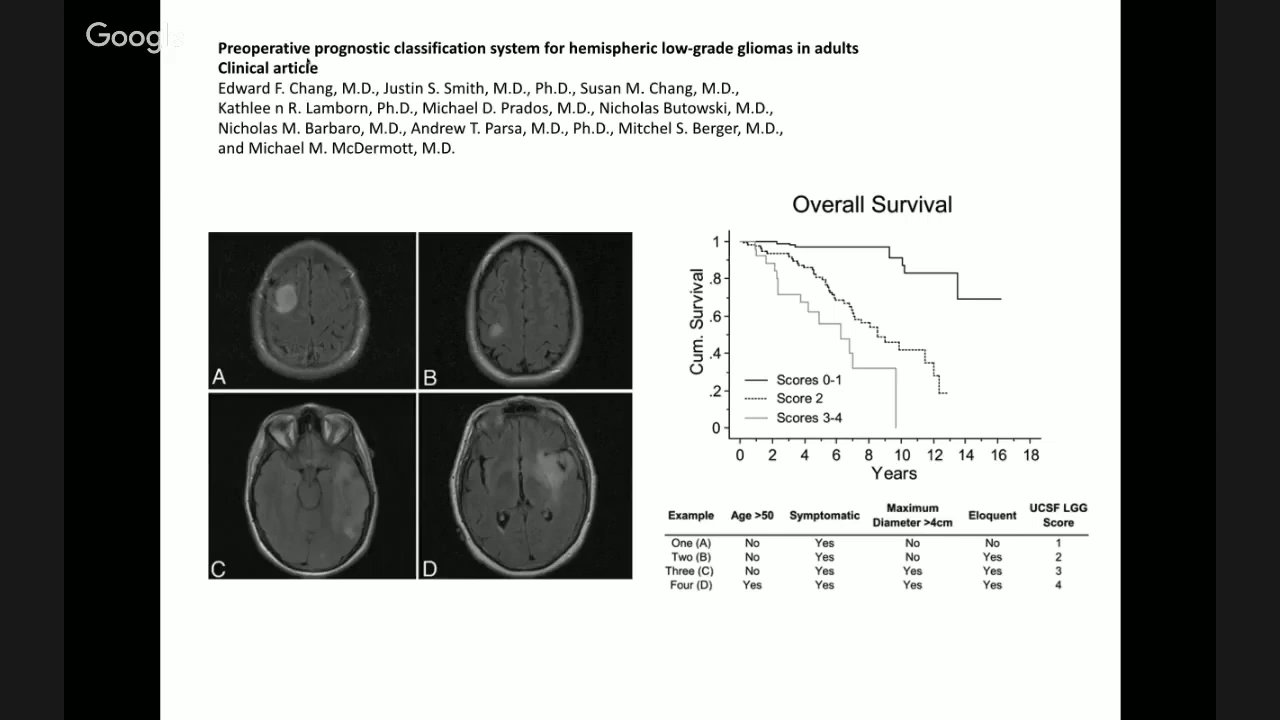 Google
Preoperative prognostic classification system for hemispheric low-grade gliomas in adults
Clinical article
Edward F. Chang, M.D., Justin S. Smith, M.D., Ph.D., Susan M. Chang, M.D.,
Kathlee n R. Lamborn, Ph.D., Michael D. Prados, M.D., Nicholas Butowski, M.D.,
Nicholas M. Barbaro, M.D., Andrew T. Parsa, M.D., Ph.D., Mitchel S. Berger, M.D.,
and Michael M. McDermott, M.D.
A
B
C
D
Overall Survival
Cum. Survival
1
.8
.6
.4
.2
0
Scores 0-1
Score 2
Scores 3-4
0 2 4 6 8 10 12 14 16 18
Years
Example Age >50 Symptomatic Maximum Diameter >4cm Eloquent UCSF LGG Score
One (A) No Yes No No 1
Two (B) No Yes No Yes 2
Three (C) No Yes Yes Yes 3
Four (D) Yes Yes Yes Yes 4